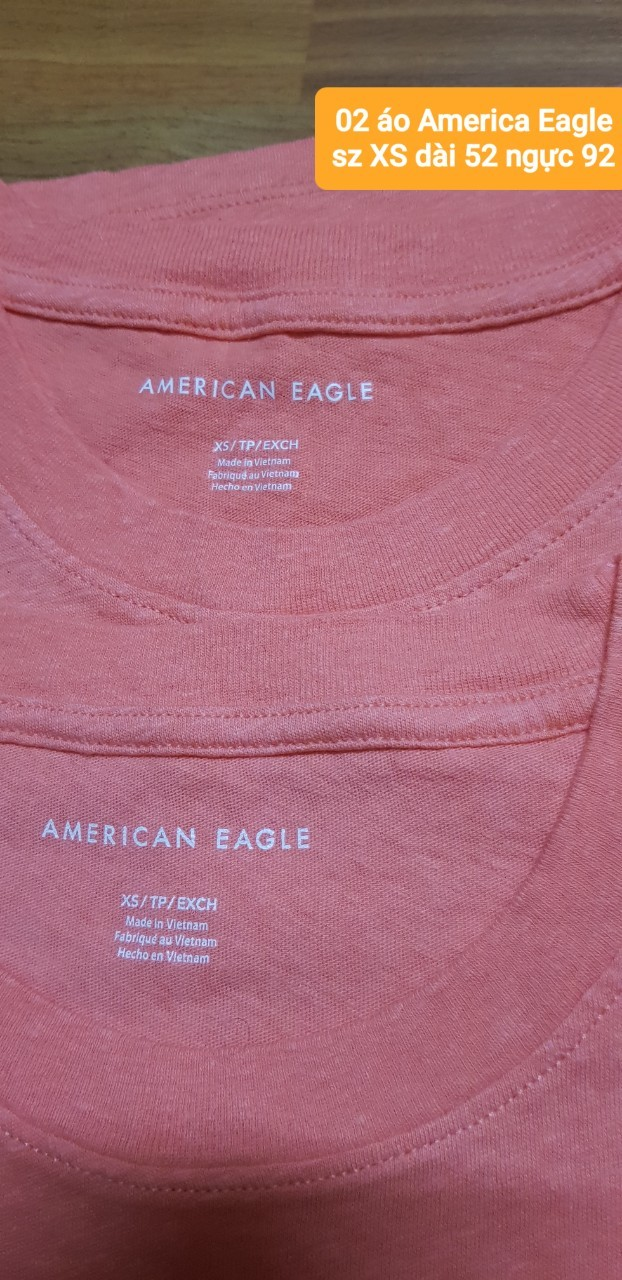 02 áo America Eagle
sz XS dài 52 ngực 92
AMERICAN EAGLE
XS/TP/EXCH
Made in Vietnam
Fabriqué au Vietnam
Hecho en Vietnam
AMERICAN EAGLE
XS/TP/EXCH
Made in Vietnam
Fabriqué au Vietnam
Hecho en Vietnam